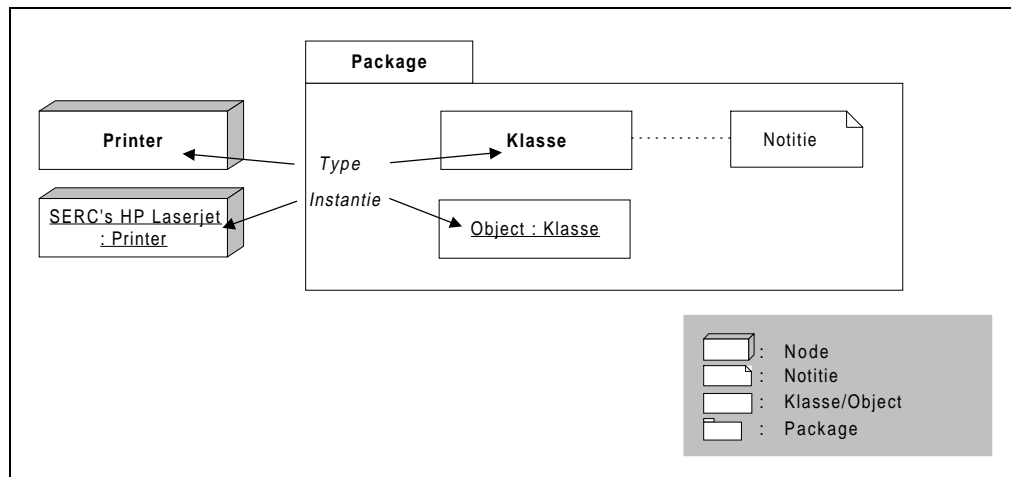 Package
Printer
Klasse
Notitie
Type
Instantie
SERC's HP Laserjet
: Printer
Object : Klasse
: Node
: Notitie
: Klasse/Object
: Package